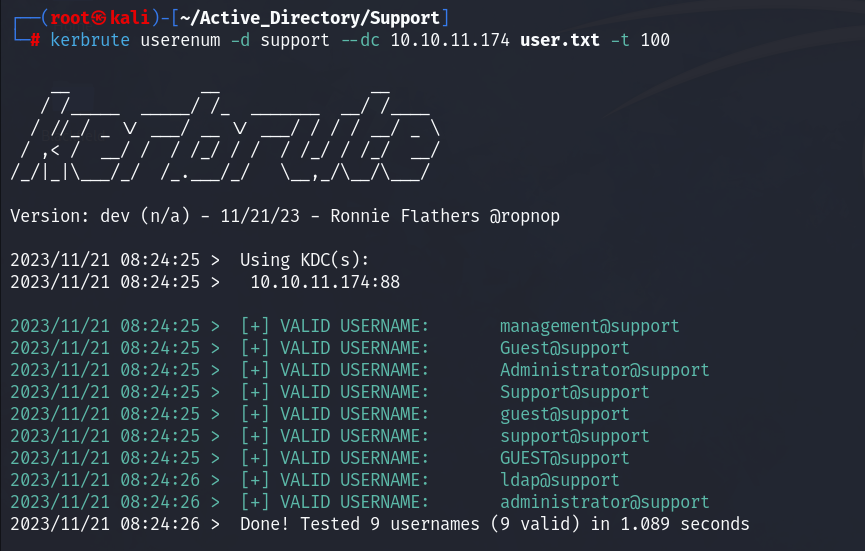 ┌──(root㉿kali)-[~/Active_Directory/Support]
└─# kerbrute userenum -d support --dc 10.10.11.174 user.txt -t 100
    __             __               __
   / /_____  _____/ /_  _______  __/ /____
  / //_/ _ \/ ___/ __ \/ ___/ / / / __/ _ \
 / ,< /  __/ /  / /_/ / /  / /_/ / /_/  __/
/_/|_|\___/_/  /_.___/_/   \__,_/\__/\___/
Version: dev (n/a) - 11/21/23 - Ronnie Flathers @ropnop
2023/11/21 08:24:25 >  Using KDC(s):
2023/11/21 08:24:25 >   10.10.11.174:88
2023/11/21 08:24:25 >  [+] VALID USERNAME:       management@support
2023/11/21 08:24:25 >  [+] VALID USERNAME:       Guest@support
2023/11/21 08:24:25 >  [+] VALID USERNAME:       Administrator@support
2023/11/21 08:24:25 >  [+] VALID USERNAME:       Support@support
2023/11/21 08:24:25 >  [+] VALID USERNAME:       guest@support
2023/11/21 08:24:25 >  [+] VALID USERNAME:       support@support
2023/11/21 08:24:25 >  [+] VALID USERNAME:       GUEST@support
2023/11/21 08:24:26 >  [+] VALID USERNAME:       ldap@support
2023/11/21 08:24:26 >  [+] VALID USERNAME:       administrator@support
2023/11/21 08:24:26 >  Done! Tested 9 usernames (9 valid) in 1.089 seconds